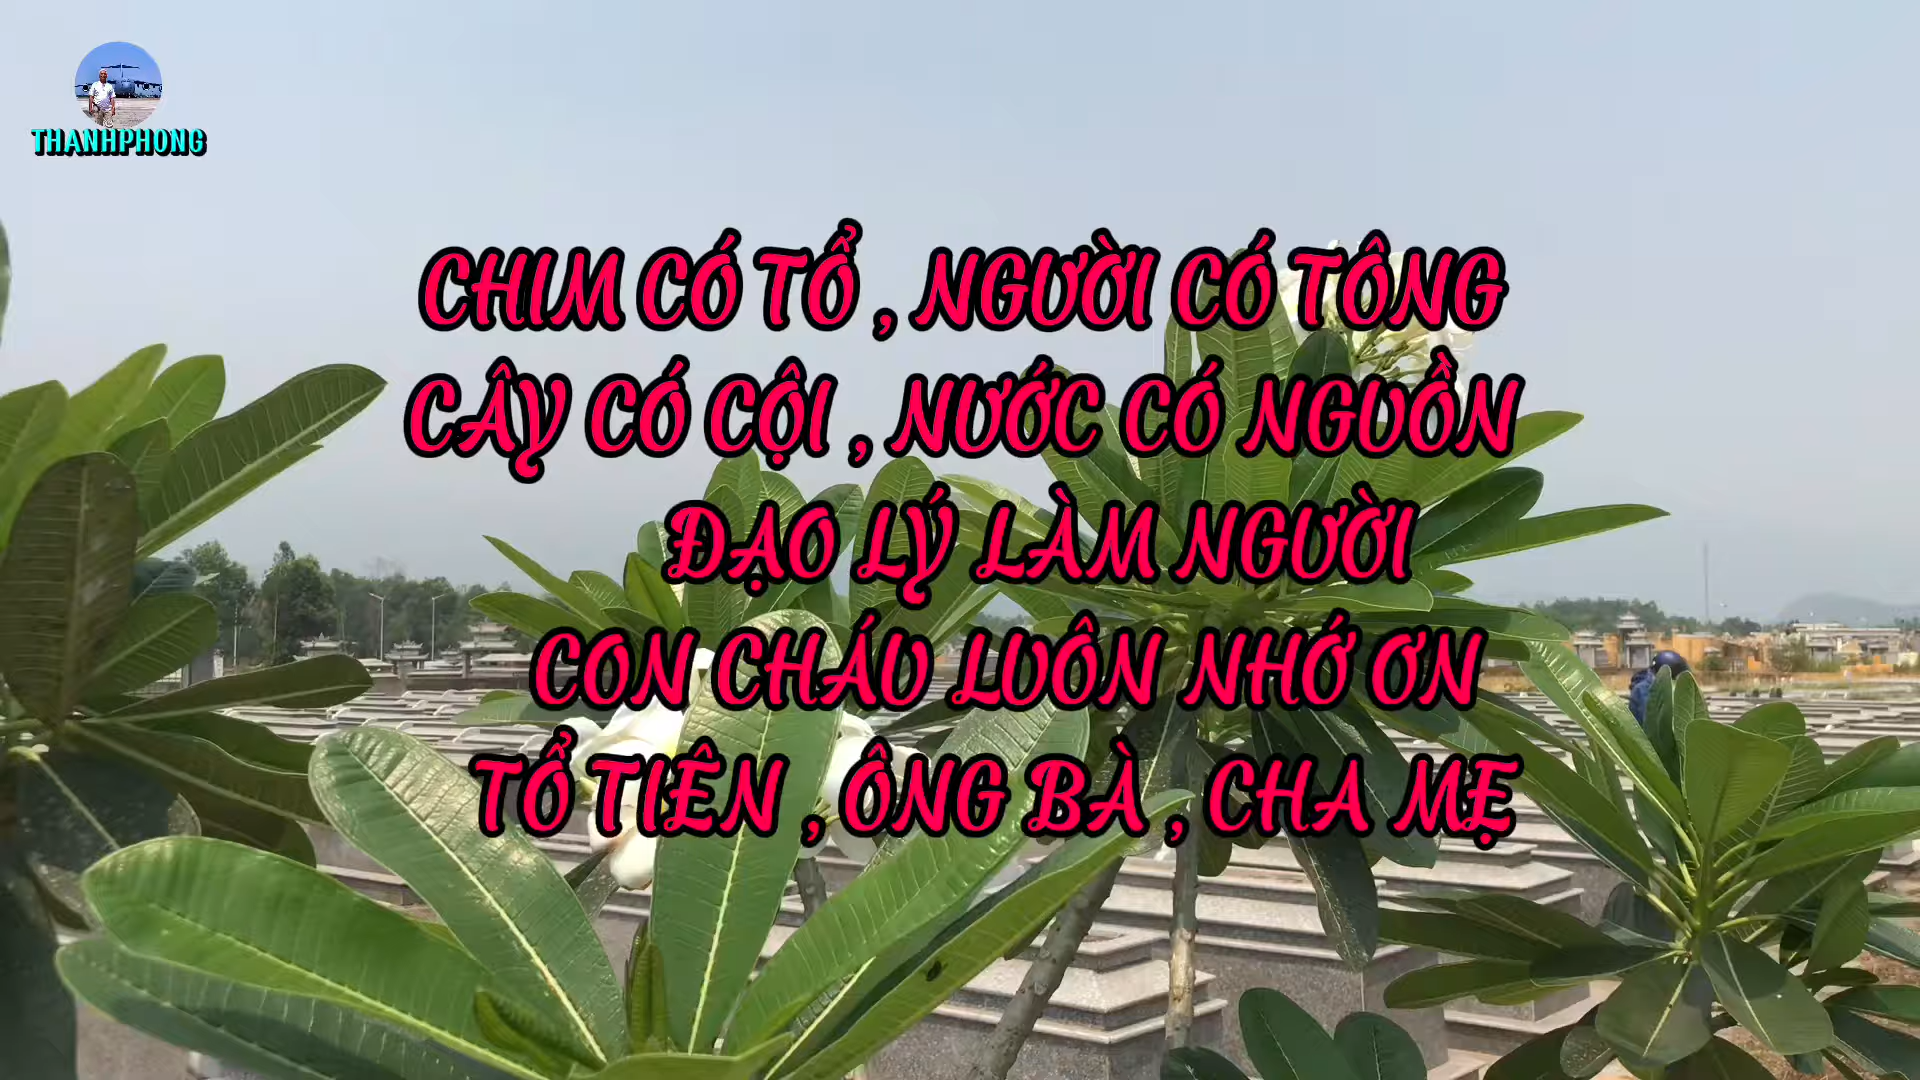 THANHPHONG
CHIM CÓ TỔ , NGƯỜI CÓ TÔNG
CÂY CÓ CỘI , NƯỚC CÓ NGUỒN
ĐẠO LÝ LÀM NGƯỜI
CON CHÁU LUÔN NHỚ ƠN
TỔ TIÊN , ÔNG BÀ , CHA MẸ